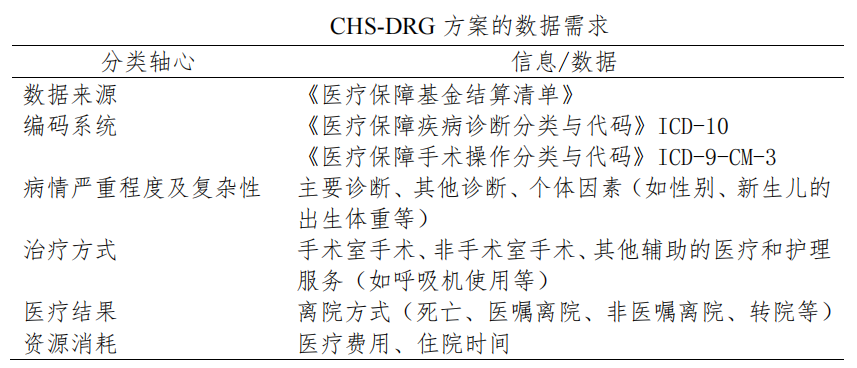 CHS-DRG 方案的数据需求
分类轴心 信息/数据
数据来源 《医疗保障基金结算清单》
编码系统 《医疗保障疾病诊断分类与代码》ICD-10
《医疗保障手术操作分类与代码》ICD-9-CM-3
病情严重程度及复杂性 主要诊断、其他诊断、个体因素（如性别、新生儿的
出生体重等）
治疗方式 手术室手术、非手术室手术、其他辅助的医疗和护理
服务（如呼吸机使用等）
医疗结果 离院方式（死亡、医嘱离院、非医嘱离院、转院等）
资源消耗 医疗费用、住院时间